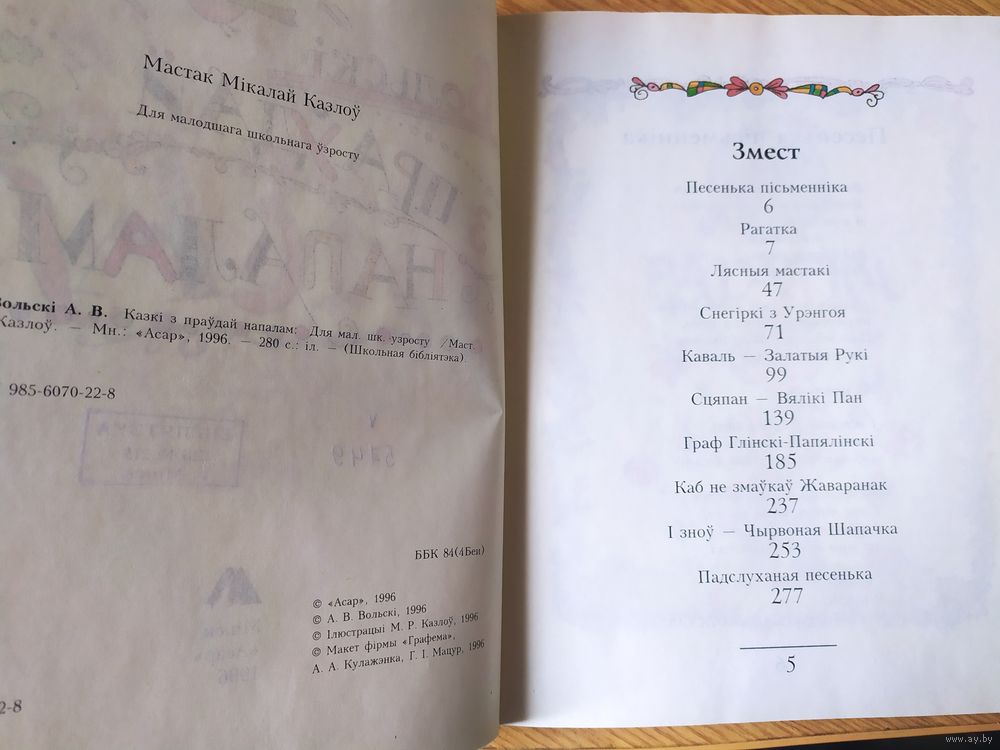 Мастак Мікалай Казлоў
Для малодшага школьнага ўзросту
Вольскі А. В. Казкі з праўдай напалам: Для мал. шк. узросту /Маст.
Казлоў. — Мн.: «Асар», 1996. — 280 с.: іл. — (Школьная бібліятэка).
985-6070-22-8
5749
ББК 84(4Беи)
© «Асар», 1996
© А. В. Вольскі, 1996
© Ілюстрацыі М. Р. Казлоў, 1996
© Макет фірмы «Графема»,
А. А. Кулажэнка, Г. І. Мацур, 1996
2-8
Змест
Песенька пісьменніка
6
Рагатка
7
Лясныя мастакі
47
Снегіркі з Урэнгоя
71
Каваль — Залатыя Рукі
99
Сцяпан — Вялікі Пан
139
Граф Глінскі-Папялінскі
185
Каб не змаўкаў Жаваранак
237
І зноў — Чырвоная Шапачка
253
Падслуханая песенька
277
5
www.ay.by